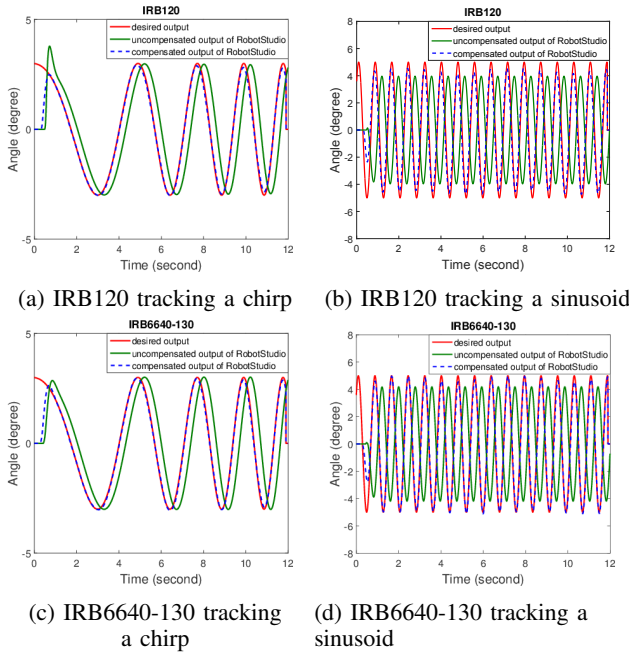 IRB120
desired output
uncompensated output of RobotStudio
compensated output of RobotStudio
Angle (degree)
5
0
-5
0 2 4 6 8 10 12
Time (second)
(a) IRB120 tracking a chirp
IRB120
desired output
uncompensated output of RobotStudio
compensated output of RobotStudio
Angle (degree)
8
6
4
2
0
-2
-4
-6
-8
0 2 4 6 8 10 12
Time (second)
(b) IRB120 tracking a sinusoid
IRB6640-130
desired output
uncompensated output of RobotStudio
compensated output of RobotStudio
Angle (degree)
5
0
-5
0 2 4 6 8 10 12
Time (second)
(c) IRB6640-130 tracking
a chirp
IRB6640-130
desired output
uncompensated output of RobotStudio
compensated output of RobotStudio
Angle (degree)
8
6
4
2
0
-2
-4
-6
-8
0 2 4 6 8 10 12
Time (second)
(d) IRB6640-130 tracking a
sinusoid